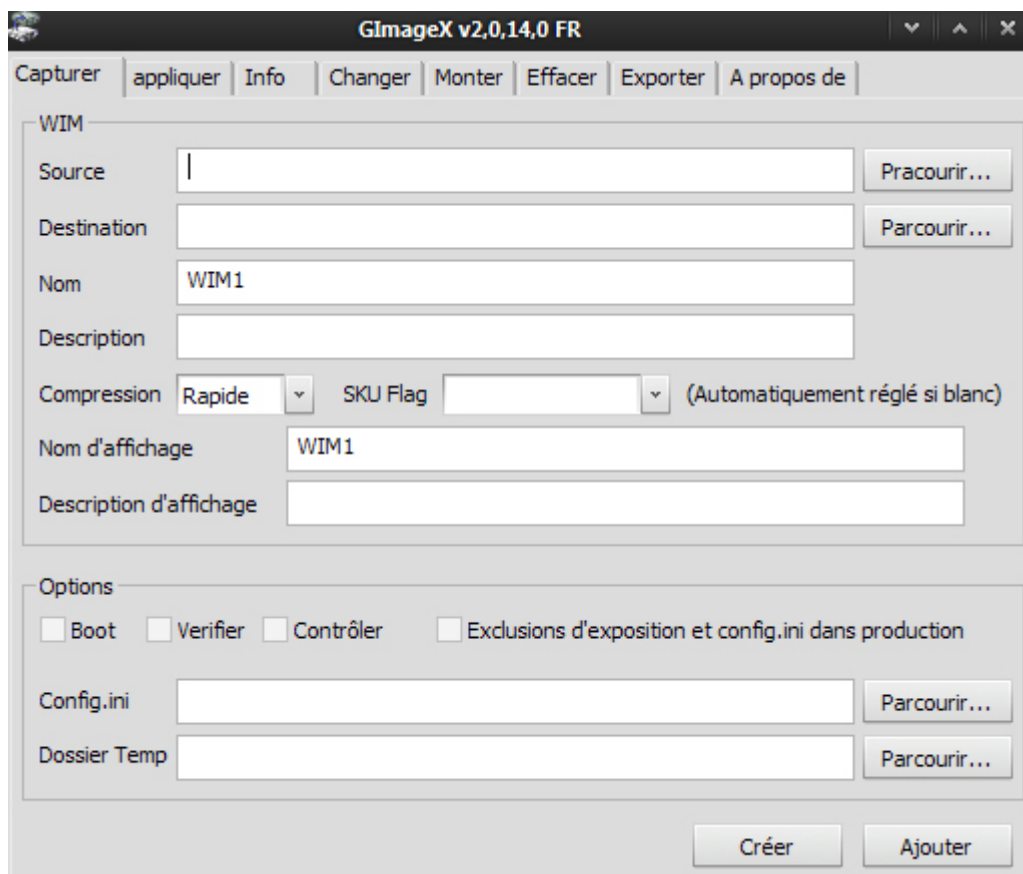 GImageX v2,0,14,0 FR
Capturer appliquer Info Changer Monter Effacer Exporter A propos de
WIM
Source Pracourir...
Destination Parcourir...
Nom WIM1
Description
Compression Rapide SKU Flag (Automatiquement réglé si blanc)
Nom d'affichage WIM1
Description d'affichage
Options
Boot Verifier Contrôler Exclusions d'exposition et config.ini dans production
Config.ini Parcourir...
Dossier Temp Parcourir...
Créer Ajouter